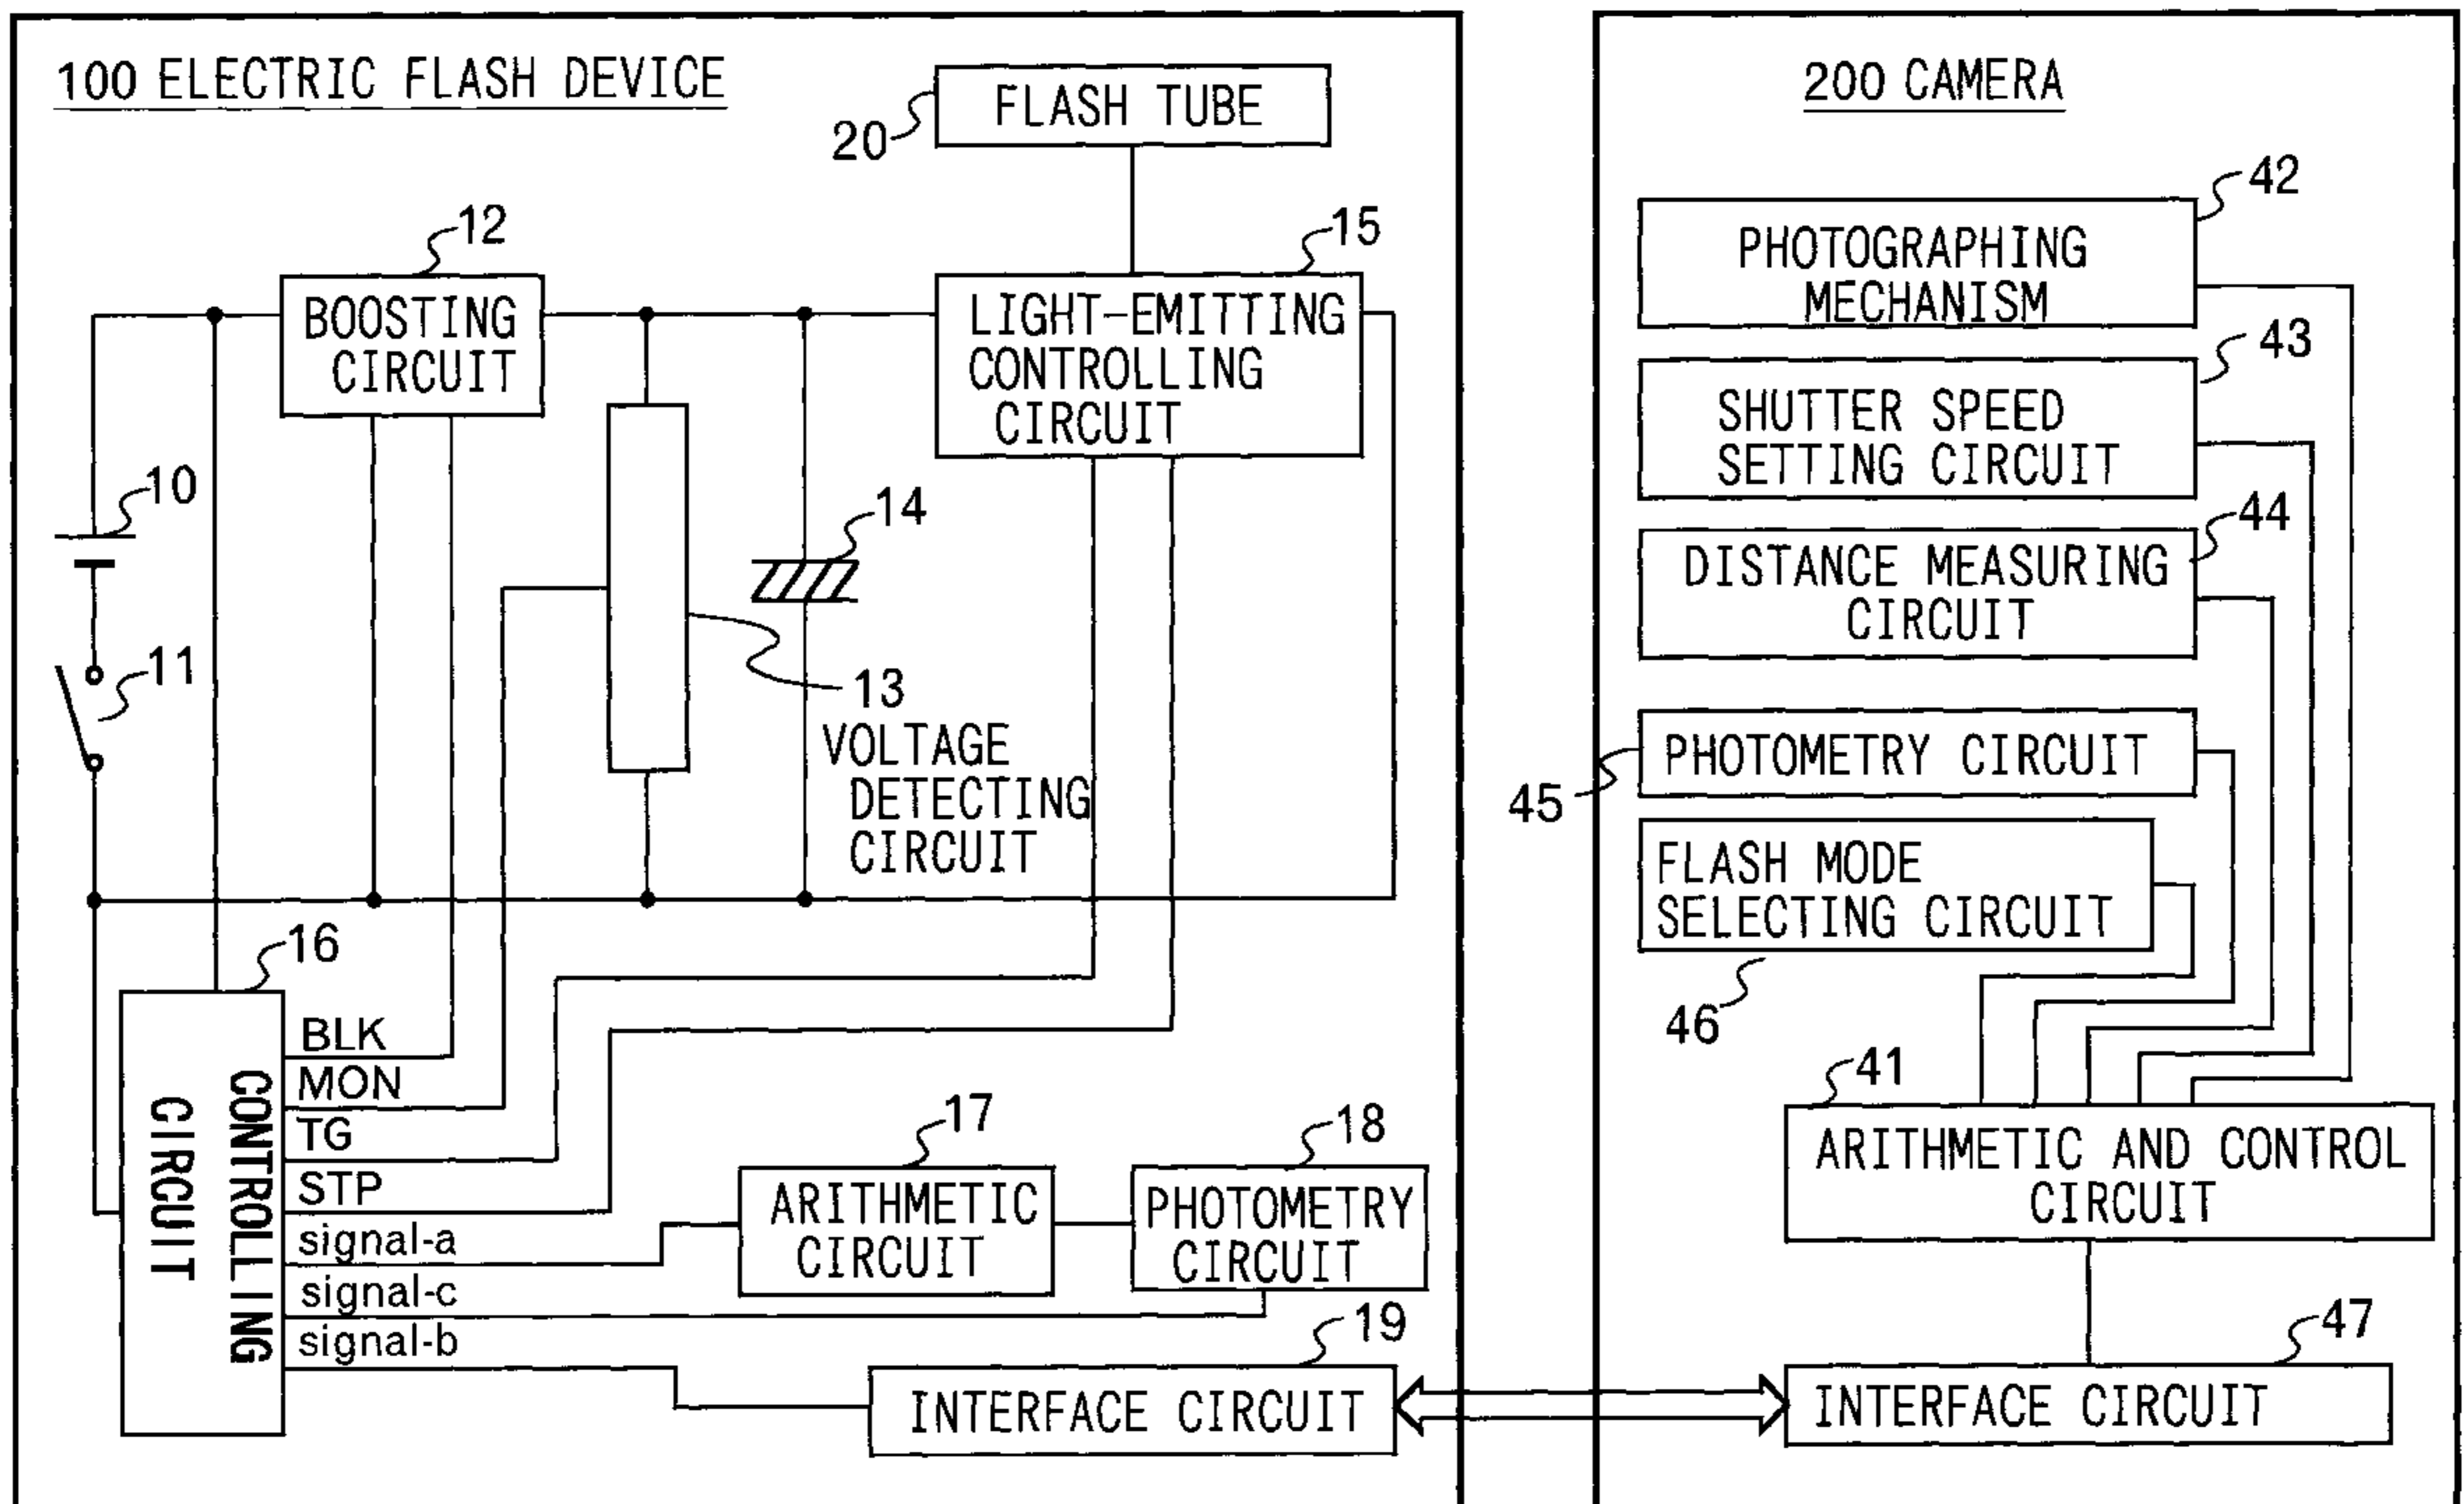 100 ELECTRIC FLASH DEVICE
20
FLASH TUBE
12
BOOSTING
CIRCUIT
15
LIGHT-EMITTING
CONTROLLING
CIRCUIT
10
11
14
13
VOLTAGE
DETECTING
CIRCUIT
16
CONTROLLING
CIRCUIT
BLK
MON
TG
STP
signal-a
signal-c
signal-b
17
ARITHMETIC
CIRCUIT
18
PHOTOMETRY
CIRCUIT
19
INTERFACE CIRCUIT
200 CAMERA
42
PHOTOGRAPHING
MECHANISM
43
SHUTTER SPEED
SETTING CIRCUIT
44
DISTANCE MEASURING
CIRCUIT
45
PHOTOMETRY CIRCUIT
FLASH MODE
SELECTING CIRCUIT
46
41
ARITHMETIC AND CONTROL
CIRCUIT
47
INTERFACE CIRCUIT